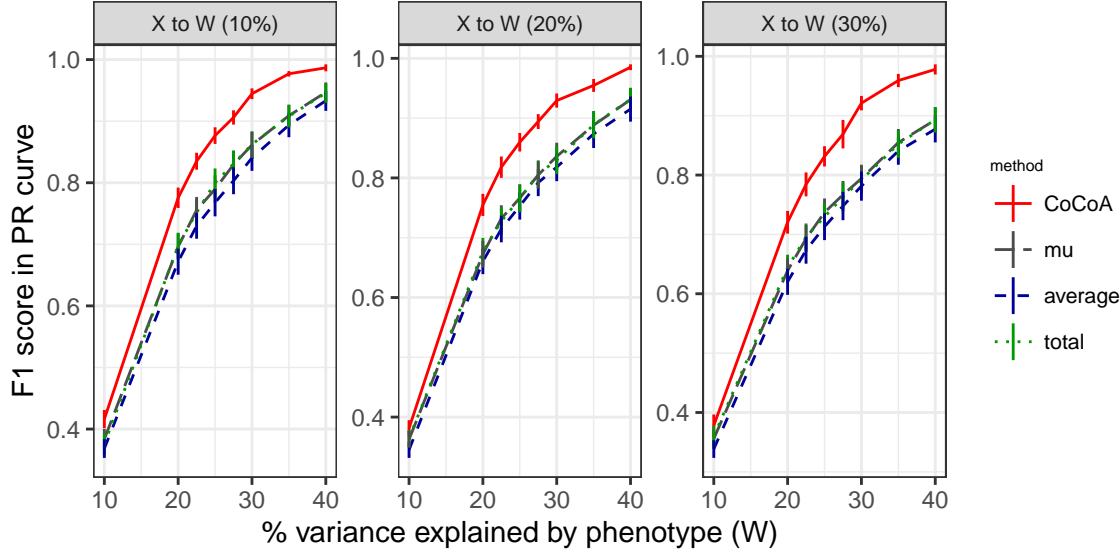 X to W (10%)
X to W (20%)
X to W (30%)
F1 score in PR curve
1.0
0.8
0.6
0.4
1.0
0.8
0.6
0.4
1.0
0.8
0.6
0.4
10 20 30 40
10 20 30 40
10 20 30 40
% variance explained by phenotype (W)
method
CoCoA
mu
average
total